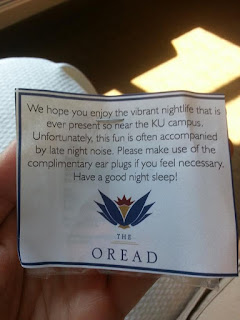 We hope you enjoy the vibrant nightlife that is
ever present so near the KU campus.
Unfortunately, this fun is often accompanied
by late night noise. Please make use of the
complimentary ear plugs if you feel necessary.
Have a good night sleep!
THE
OREAD